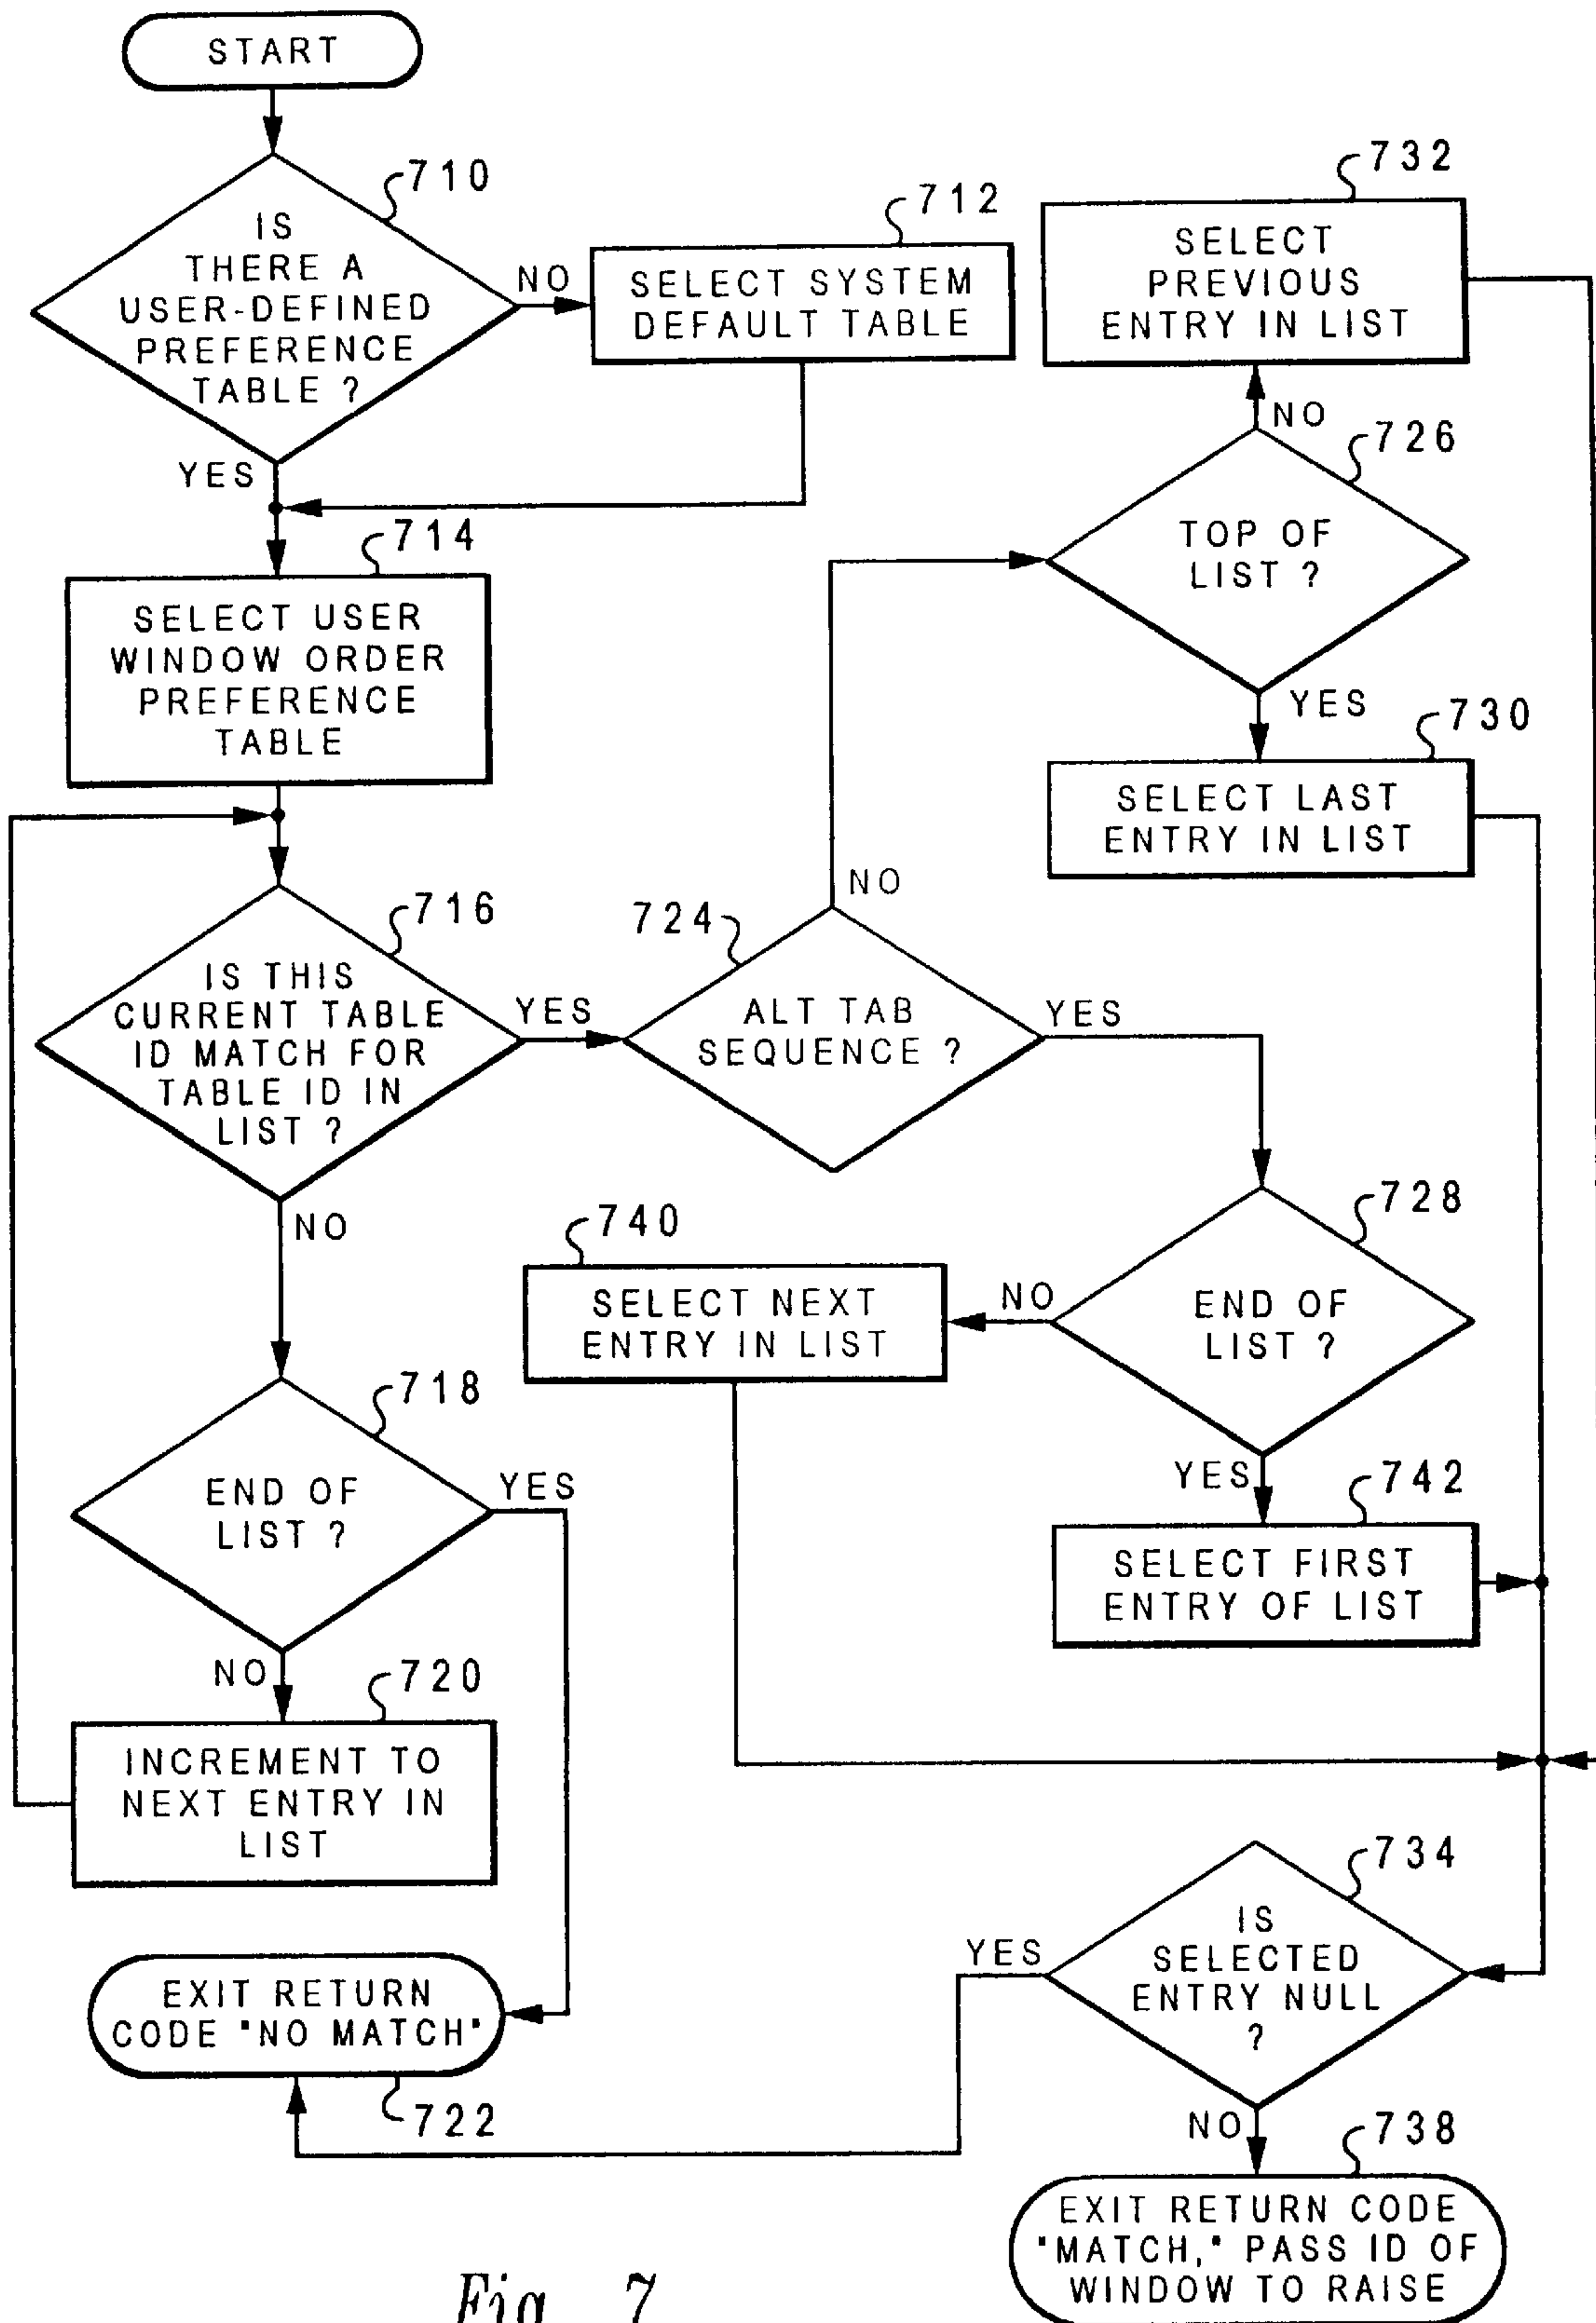 START
710
IS
THERE A
USER-DEFINED
PREFERENCE
TABLE ?
NO
YES
712
SELECT SYSTEM
DEFAULT TABLE
732
SELECT
PREVIOUS
ENTRY IN LIST
NO
726
TOP OF
LIST ?
YES
730
SELECT LAST
ENTRY IN LIST
714
SELECT USER
WINDOW ORDER
PREFERENCE
TABLE
716
IS THIS
CURRENT TABLE
ID MATCH FOR
TABLE ID IN
LIST ?
YES
NO
724
ALT TAB
SEQUENCE ?
NO
YES
728
END OF
LIST ?
NO
YES
740
SELECT NEXT
ENTRY IN LIST
742
SELECT FIRST
ENTRY OF LIST
718
END OF
LIST ?
YES
NO
720
INCREMENT TO
NEXT ENTRY IN
LIST
734
IS
SELECTED
ENTRY NULL
?
YES
NO
EXIT RETURN
CODE "NO MATCH"
722
738
EXIT RETURN CODE
"MATCH," PASS ID OF
WINDOW TO RAISE
Fig. 7